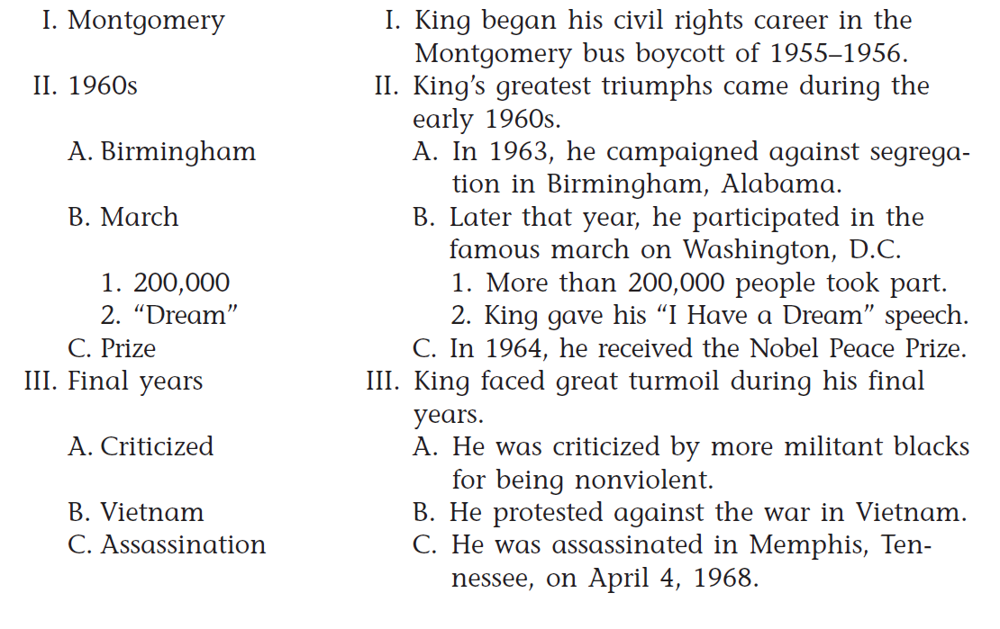 I. Montgomery
II. 1960s
A. Birmingham
B. March
1. 200,000
2. “Dream”
C. Prize
III. Final years
A. Criticized
B. Vietnam
C. Assassination
I. King began his civil rights career in the
Montgomery bus boycott of 1955–1956.
II. King’s greatest triumphs came during the
early 1960s.
A. In 1963, he campaigned against segrega-
tion in Birmingham, Alabama.
B. Later that year, he participated in the
famous march on Washington, D.C.
1. More than 200,000 people took part.
2. King gave his “I Have a Dream” speech.
C. In 1964, he received the Nobel Peace Prize.
III. King faced great turmoil during his final
years.
A. He was criticized by more militant blacks
for being nonviolent.
B. He protested against the war in Vietnam.
C. He was assassinated in Memphis, Ten-
nessee, on April 4, 1968.